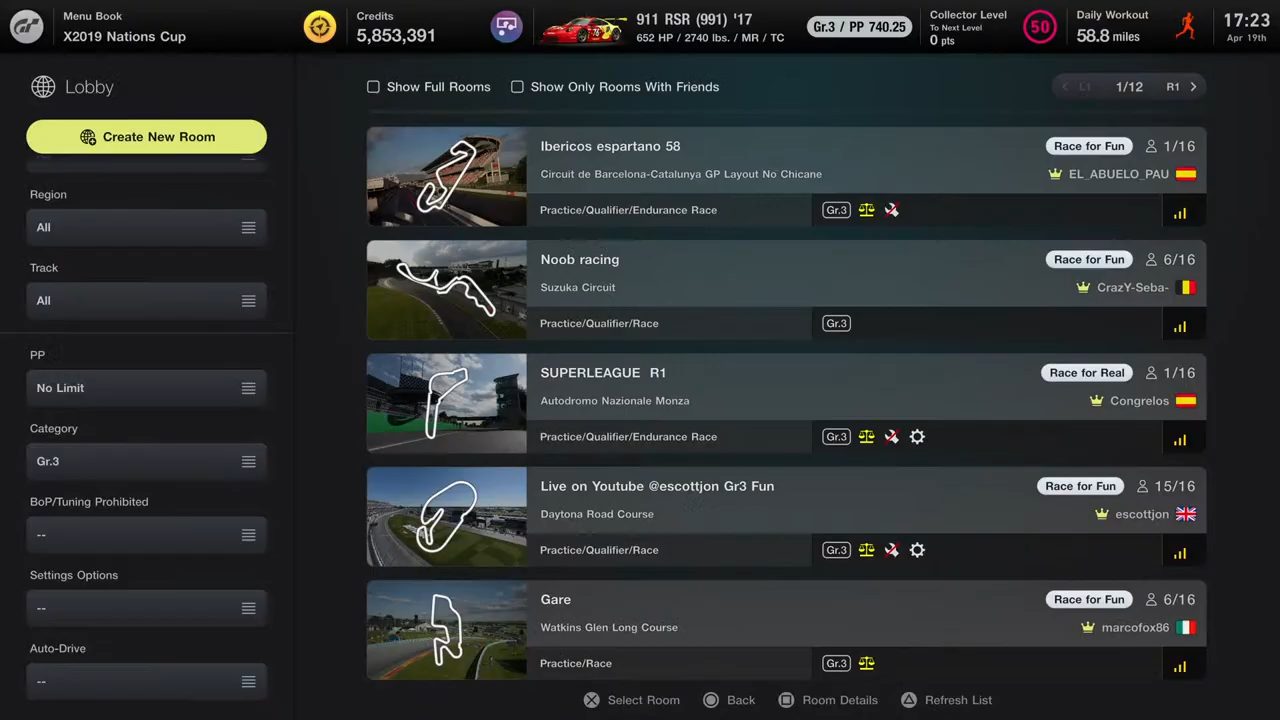 Menu Book
X2019 Nations Cup
Credits
5,853,391
911 RSR (991) '17
652 HP / 2740 lbs. / MR / TC
Gr.3 / PP 740.25
Collector Level
To Next Level
0 pts
50
Daily Workout
58.8 miles
17:23
Apr 19th
Lobby
Create New Room
Region
All
Track
All
PP
No Limit
Category
Gr.3
BoP/Tuning Prohibited
--
Settings Options
--
Auto-Drive
--
Show Full Rooms
Show Only Rooms With Friends
L1 1/12 R1
Ibericos espartano 58
Race for Fun 1/16
Circuit de Barcelona-Catalunya GP Layout No Chicane
EL_ABUELO_PAU
Practice/Qualifier/Endurance Race
Gr.3
Noob racing
Race for Fun 6/16
Suzuka Circuit
CrazY-Seba-
Practice/Qualifier/Race
Gr.3
SUPERLEAGUE R1
Race for Real 1/16
Autodromo Nazionale Monza
Congrelos
Practice/Qualifier/Endurance Race
Gr.3
Live on Youtube @escottjon Gr3 Fun
Race for Fun 15/16
Daytona Road Course
escottjon
Practice/Qualifier/Race
Gr.3
Gare
Race for Fun 6/16
Watkins Glen Long Course
marcofox86
Practice/Race
Gr.3
Select Room
Back
Room Details
Refresh List